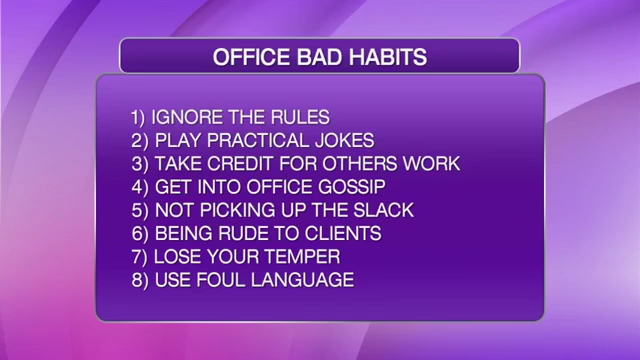 OFFICE BAD HABITS
1) IGNORE THE RULES
2) PLAY PRACTICAL JOKES
3) TAKE CREDIT FOR OTHERS WORK
4) GET INTO OFFICE GOSSIP
5) NOT PICKING UP THE SLACK
6) BEING RUDE TO CLIENTS
7) LOSE YOUR TEMPER
8) USE FOUL LANGUAGE